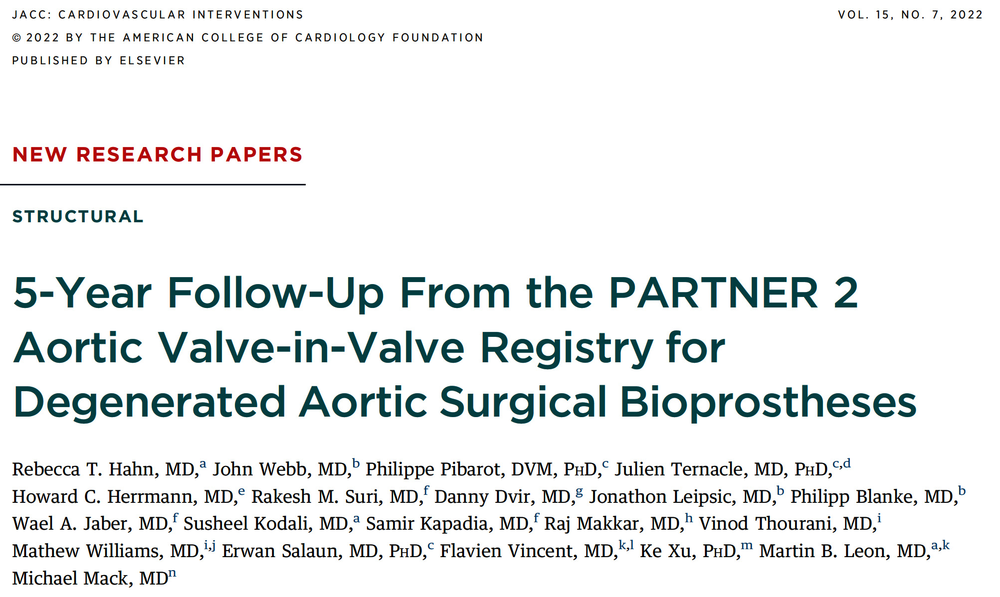 JACC: CARDIOVASCULAR INTERVENTIONS
VOL. 15, NO. 7, 2022
© 2022 BY THE AMERICAN COLLEGE OF CARDIOLOGY FOUNDATION
PUBLISHED BY ELSEVIER
NEW RESEARCH PAPERS
STRUCTURAL
5-Year Follow-Up From the PARTNER 2
Aortic Valve-in-Valve Registry for
Degenerated Aortic Surgical Bioprostheses
Rebecca T. Hahn, MD,a John Webb, MD,b Philippe Pibarot, DVM, PHD,c Julien Ternacle, MD, PHD,c,d
Howard C. Herrmann, MD,e Rakesh M. Suri, MD,f Danny Dvir, MD,g Jonathon Leipsic, MD,b Philipp Blanke, MD,b
Wael A. Jaber, MD,f Susheel Kodali, MD,a Samir Kapadia, MD,f Raj Makkar, MD,h Vinod Thourani, MD,i
Mathew Williams, MD,i,j Erwan Salaun, MD, PHD,c Flavien Vincent, MD,k,l Ke Xu, PHD,m Martin B. Leon, MD,a,k
Michael Mack, MDn